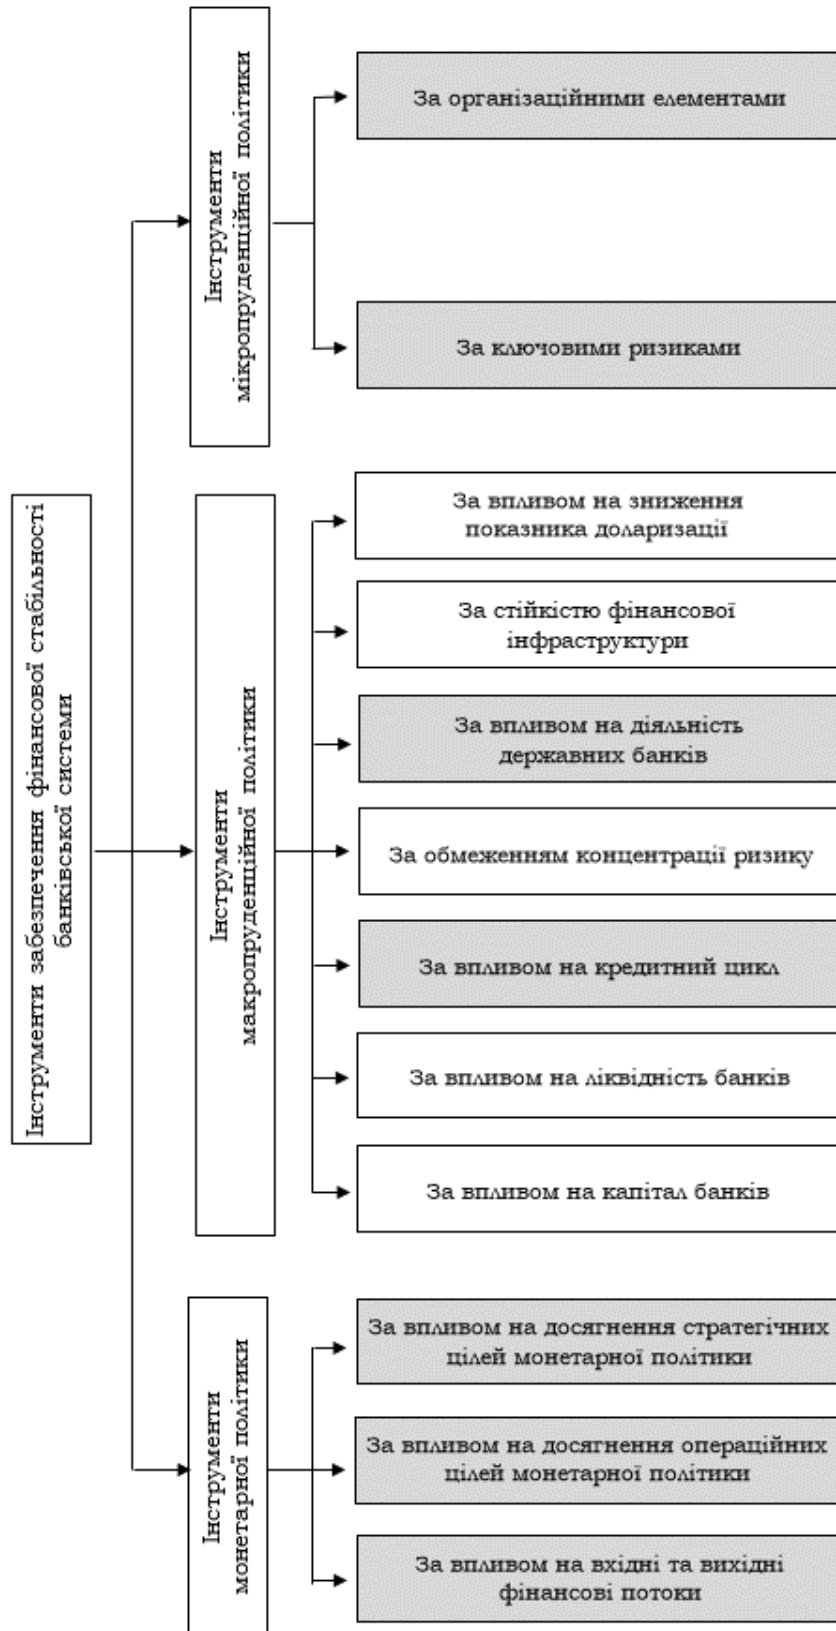 Інструменти забезпечення фінансової стабільності
банківської системи
Інструменти
мікропруденційної політики
За організаційними елементами
За ключовими ризиками
Інструменти
макропруденційної політики
За впливом на зниження
показника доларизації
За стійкістю фінансової
інфраструктури
За впливом на діяльність
державних банків
За обмеженням концентрації ризику
За впливом на кредитний цикл
За впливом на ліквідність банків
За впливом на капітал банків
Інструменти
монетарної політики
За впливом на досягнення стратегічних
цілей монетарної політики
За впливом на досягнення операційних
цілей монетарної політики
За впливом на вхідні та вихідні
фінансові потоки